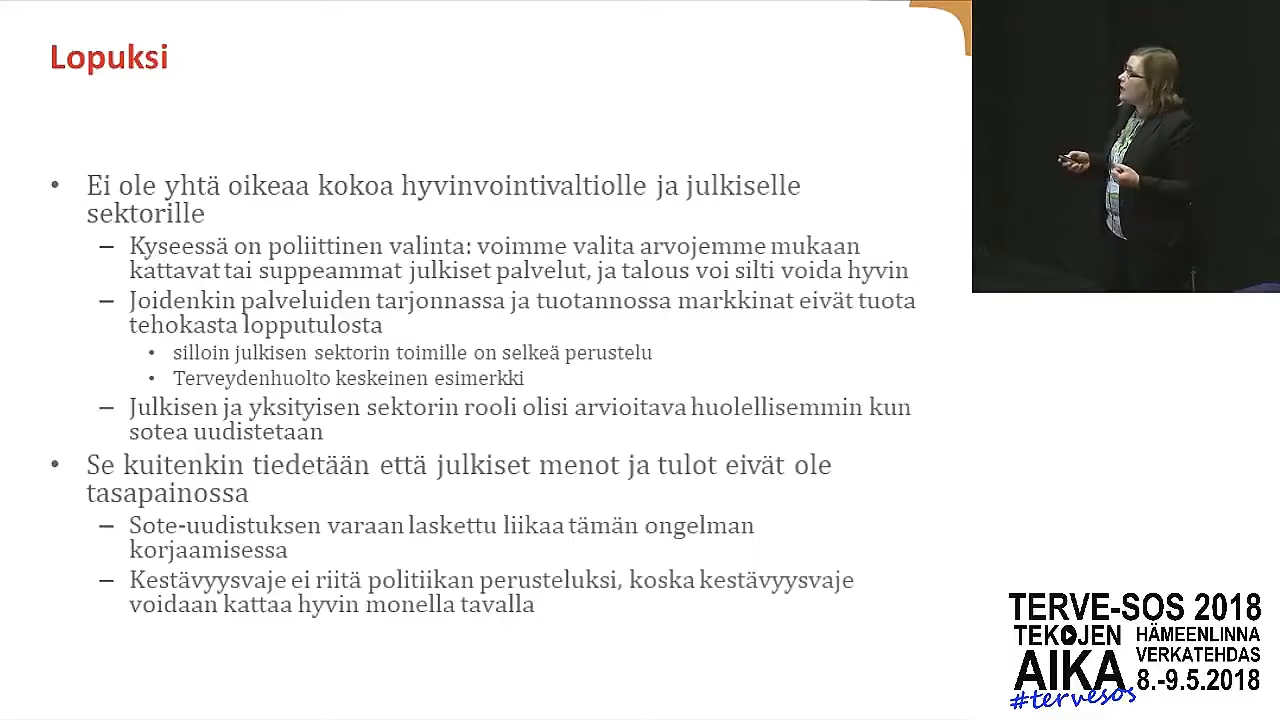 Lopuksi
• Ei ole yhtä oikeaa kokoa hyvinvointivaltiolle ja julkiselle
sektorille
– Kyseessä on poliittinen valinta: voimme valita arvojemme mukaan
kattavat tai suppeammat julkiset palvelut, ja talous voi silti voida hyvin
– Joidenkin palveluiden tarjonnassa ja tuotannossa markkinat eivät tuota
tehokasta lopputulosta
• silloin julkisen sektorin toimille on selkeä perustelu
• Terveydenhuolto keskeinen esimerkki
– Julkisen ja yksityisen sektorin rooli olisi arvioitava huolellisemmin kun
sotea uudistetaan
• Se kuitenkin tiedetään että julkiset menot ja tulot eivät ole
tasapainossa
– Sote-uudistuksen varaan laskettu liikaa tämän ongelman
korjaamisessa
– Kestävyysvaje ei riitä politiikan perusteluksi, koska kestävyysvaje
voidaan kattaa hyvin monella tavalla
TERVE-SOS 2018
TEKOJEN
AIKA
HÄMEENLINNA
VERKATEHDAS
8.-9.5.2018
#tervesos